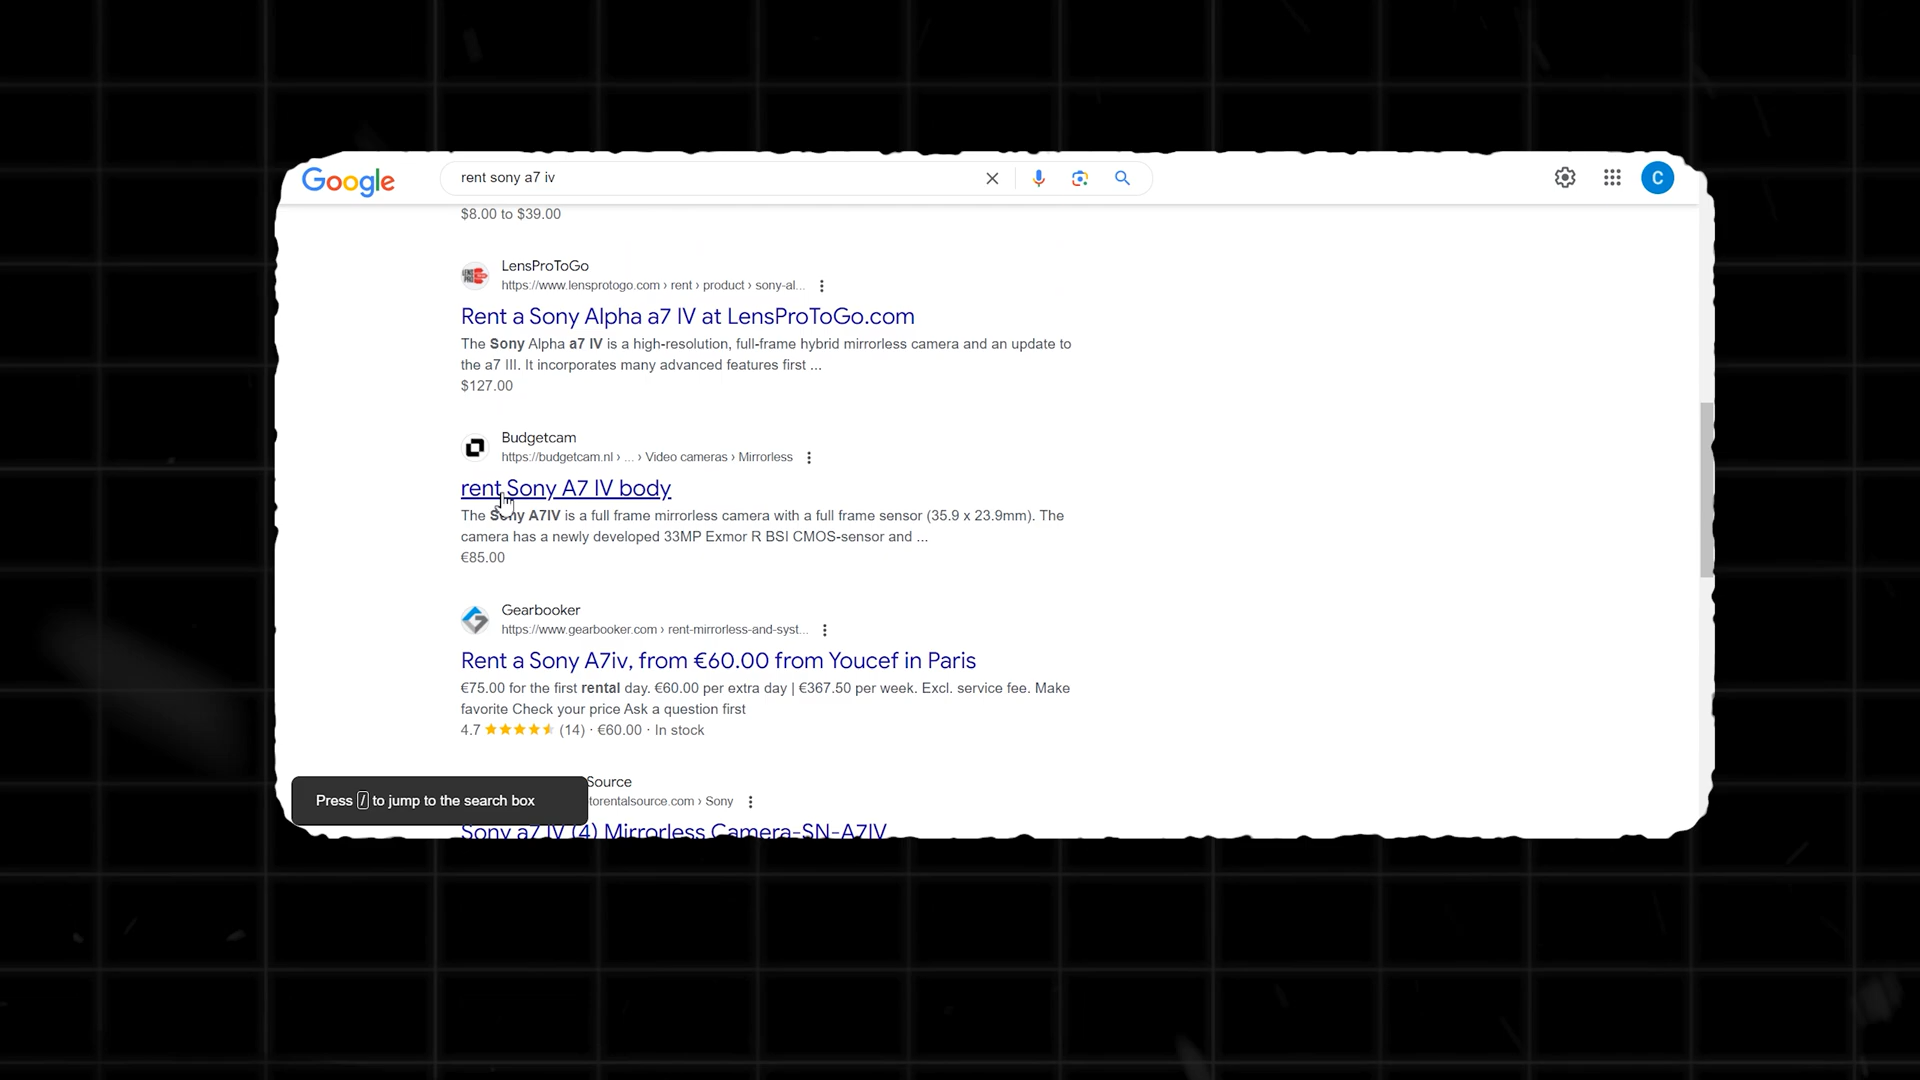 Google
rent sony a7 iv
C
$8.00 to $39.00
LensProToGo
https://www.lensprotogo.com › rent › product › sony-al...
Rent a Sony Alpha a7 IV at LensProToGo.com
The Sony Alpha a7 IV is a high-resolution, full-frame hybrid mirrorless camera and an update to
the a7 III. It incorporates many advanced features first ...
$127.00
Budgetcam
https://budgetcam.nl › ... › Video cameras › Mirrorless
rent Sony A7 IV body
The Sony A7IV is a full frame mirrorless camera with a full frame sensor (35.9 x 23.9mm). The
camera has a newly developed 33MP Exmor R BSI CMOS-sensor and ...
€85.00
Gearbooker
https://www.gearbooker.com › rent-mirrorless-and-syst...
Rent a Sony A7iv, from €60.00 from Youcef in Paris
€75.00 for the first rental day. €60.00 per extra day | €367.50 per week. Excl. service fee. Make
favorite Check your price Ask a question first
4.7 ★★★★★ (14) · €60.00 · In stock
Source
torentalsource.com › Sony
Press / to jump to the search box
Sony a7 IV (4) Mirrorless Camera-SN-A7IV